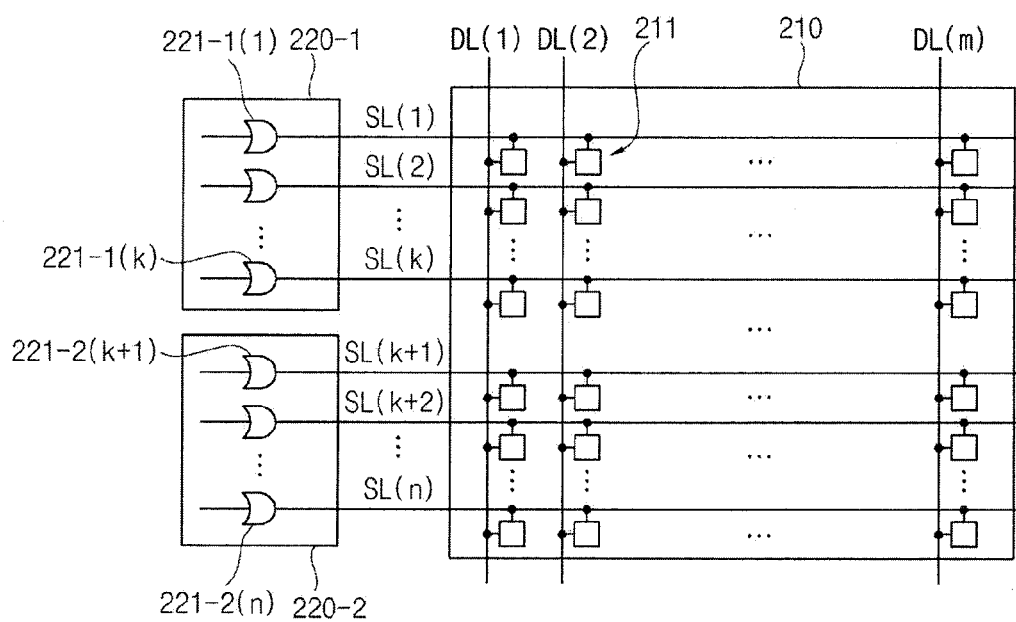 221-1(1) 220-1 DL(1) DL(2) 211 210 DL(m)
SL(1)
SL(2)
221-1(k) SL(k)
221-2(k+1) SL(k+1)
SL(k+2)
SL(n)
221-2(n) 220-2